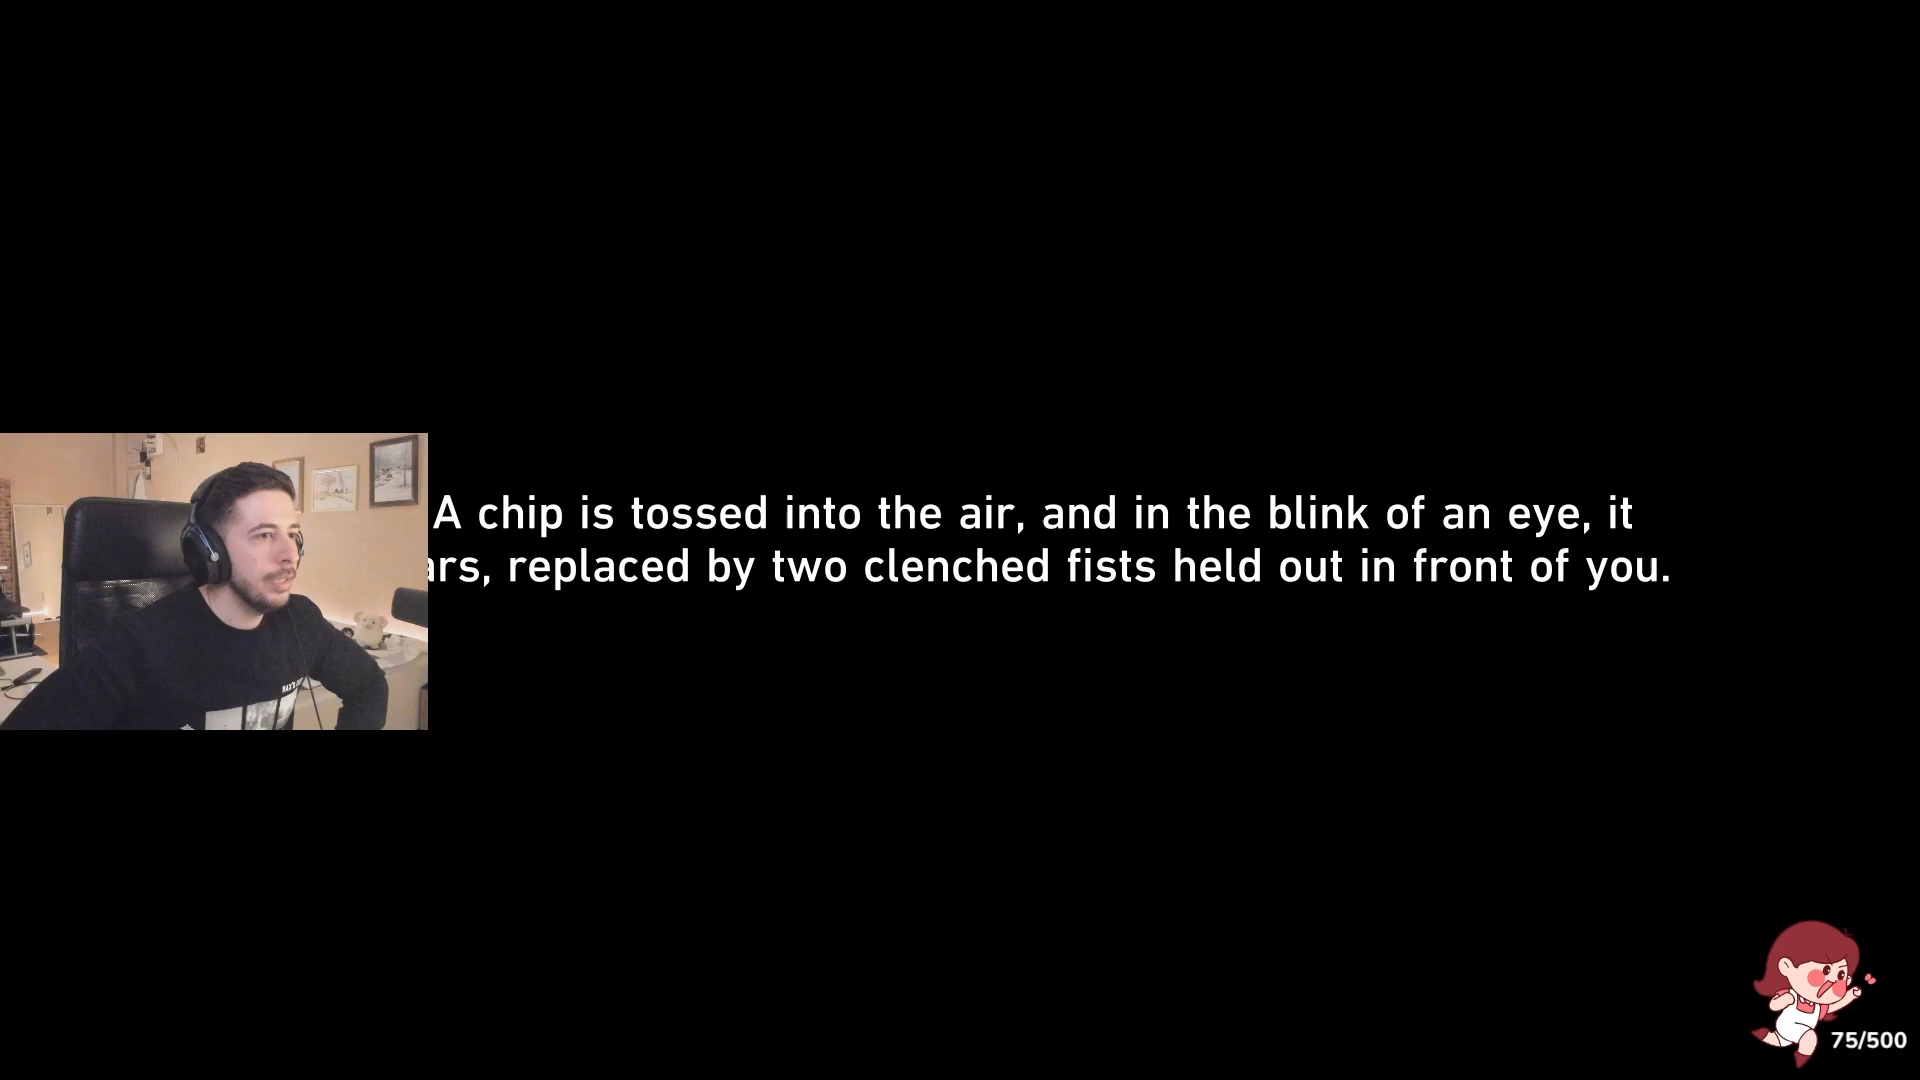 A chip is tossed into the air, and in the blink of an eye, it
replaced by two clenched fists held out in front of you.
75/500